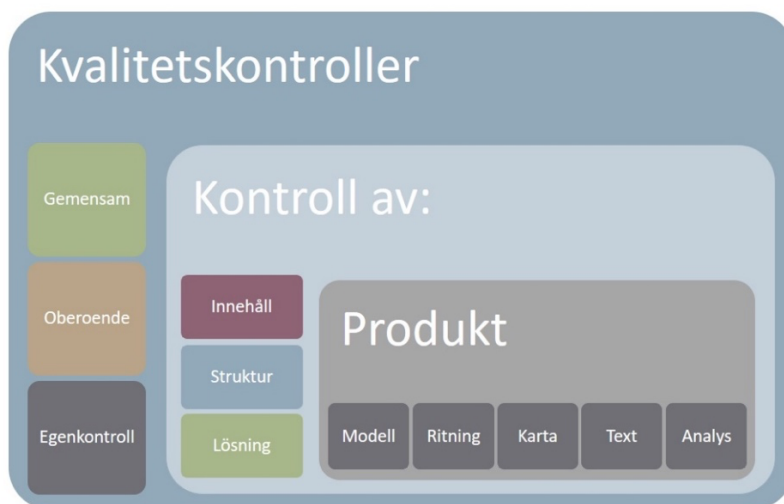 Kvalitetskontroller
Gemensam
Oberoende
Egenkontroll
Kontroll av:
Innehåll
Struktur
Lösning
Produkt
Modell
Ritning
Karta
Text
Analys